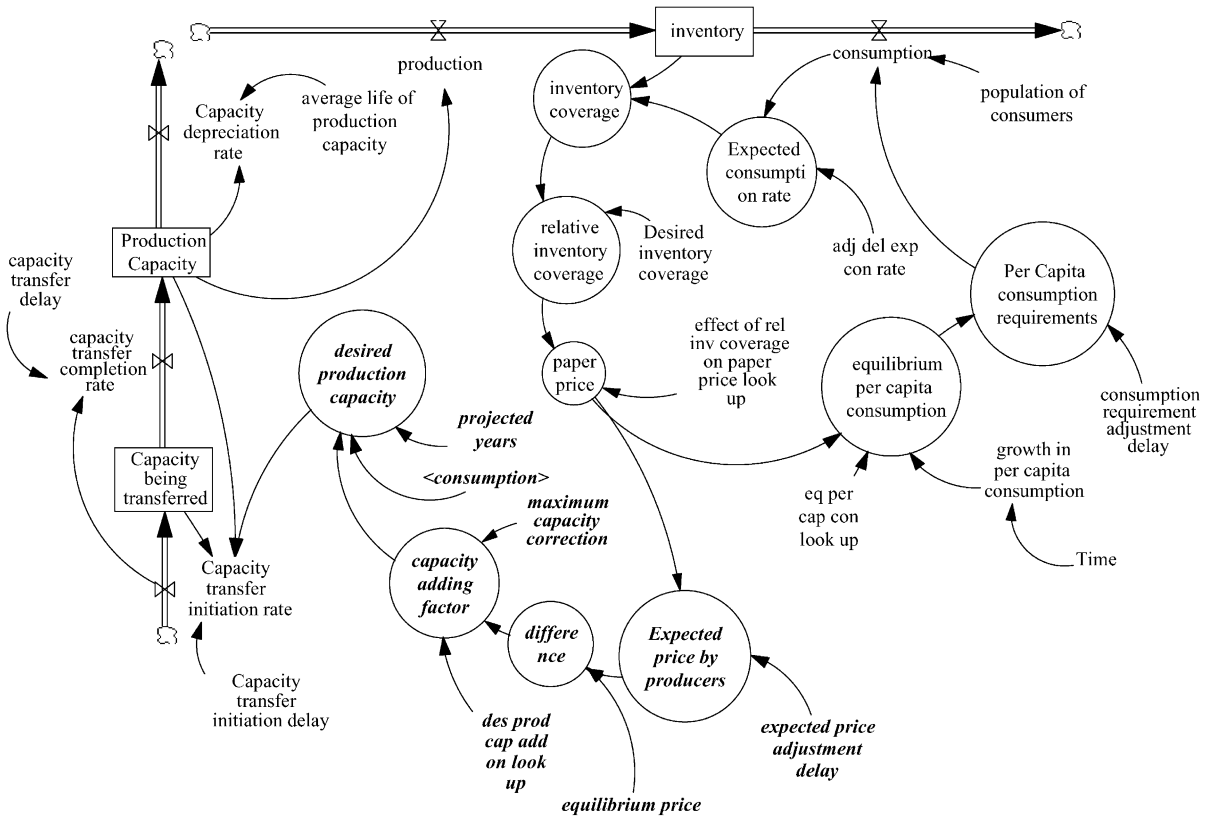 inventory
production
consumption
Capacity
depreciation
rate
average life of
production
capacity
inventory
coverage
Expected
consumpti
on rate
population of
consumers
Production
Capacity
relative
inventory
coverage
Desired
inventory
coverage
adj del exp
con rate
Per Capita
consumption
requirements
capacity
transfer
delay
capacity
transfer
completion
rate
desired
production
capacity
paper
price
effect of rel
inv coverage
on paper
price look
up
equilibrium
per capita
consumption
consumption
requirement
adjustment
delay
projected
years
<consumption>
Capacity
being
transferred
maximum
capacity
correction
eq per
cap con
look up
growth in
per capita
consumption
Time
Capacity
transfer
initiation rate
capacity
adding
factor
differe
nce
Expected
price by
producers
Capacity
transfer
initiation delay
des prod
cap add
on look
up
equilibrium price
expected price
adjustment
delay